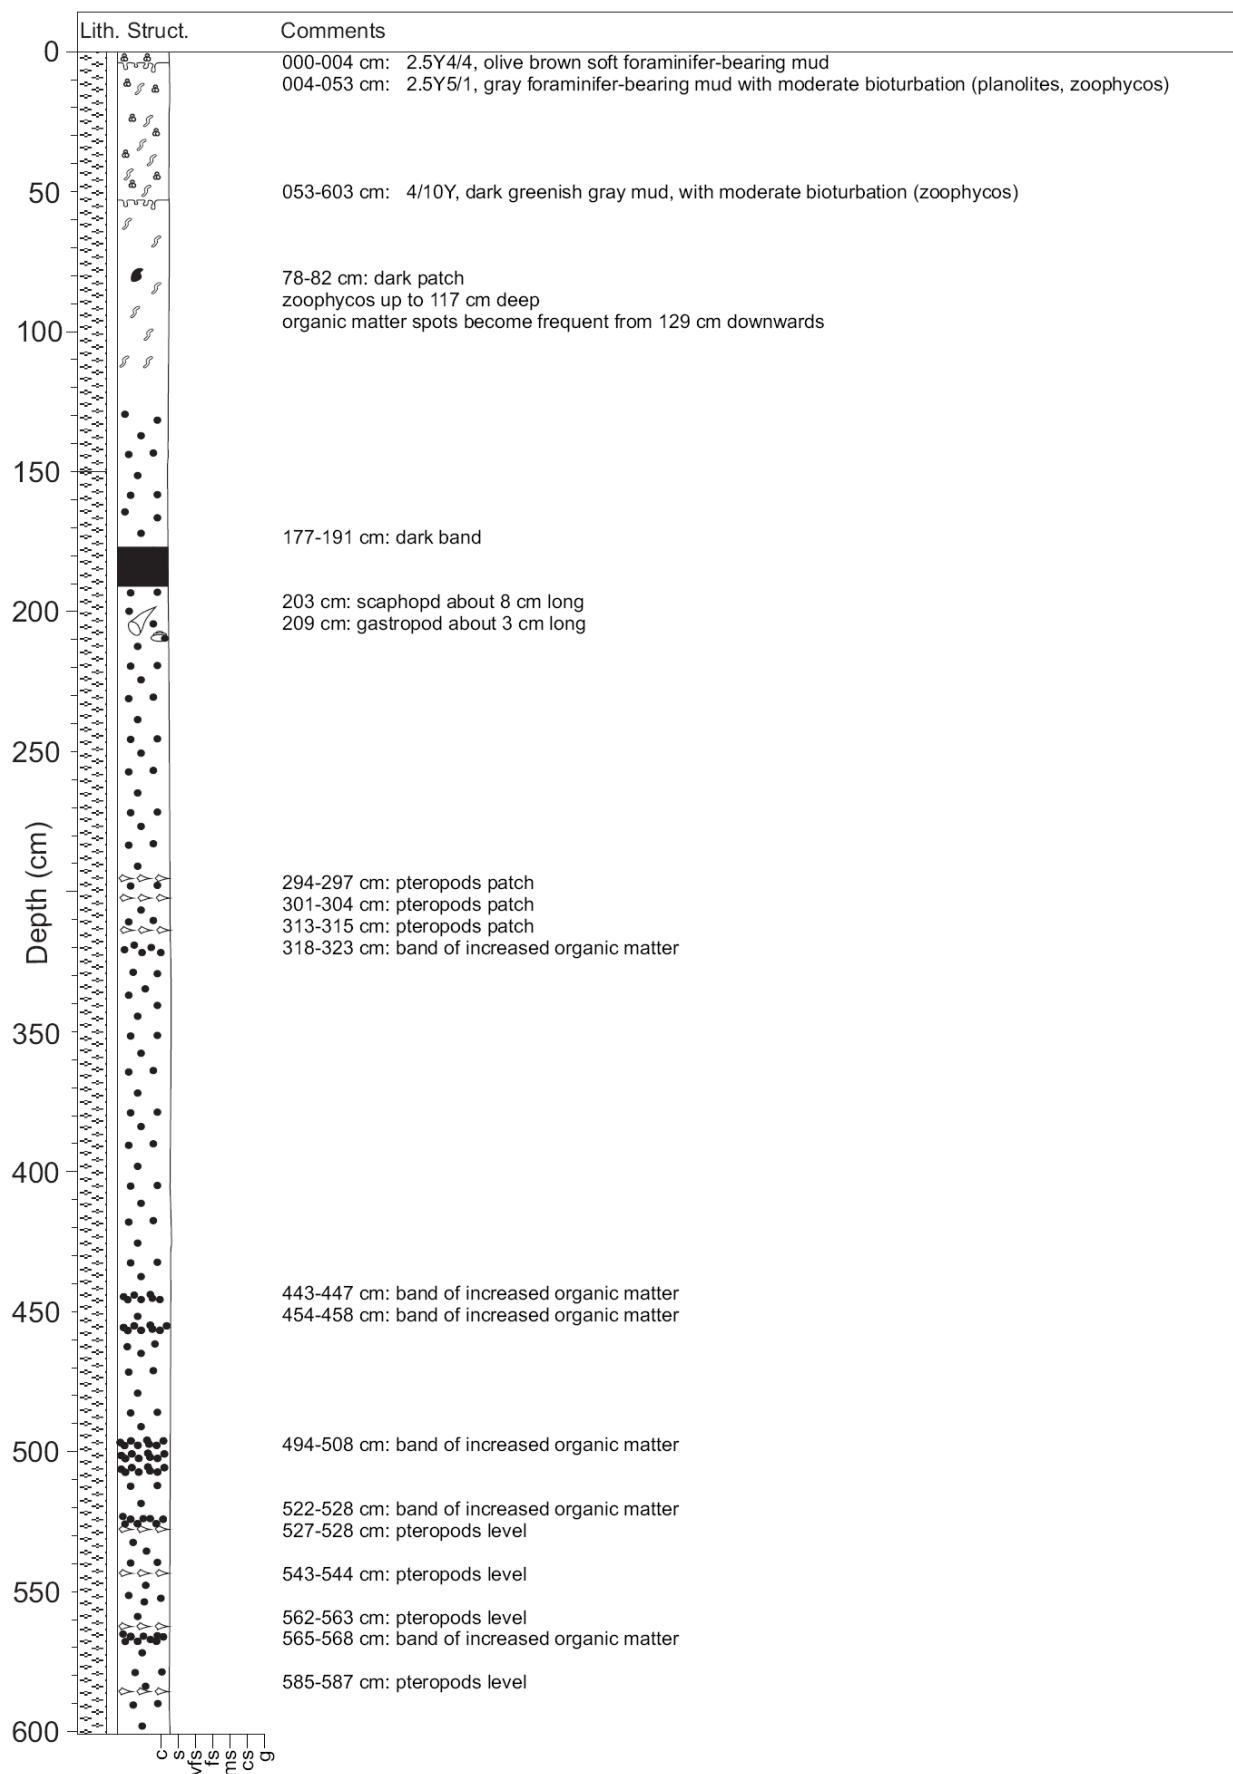 Lith. Struct. Comments
0
000-004 cm: 2.5Y4/4, olive brown soft foraminifer-bearing mud
004-053 cm: 2.5Y5/1, gray foraminifer-bearing mud with moderate bioturbation (planolites, zoophycos)
50
053-603 cm: 4/10Y, dark greenish gray mud, with moderate bioturbation (zoophycos)
78-82 cm: dark patch
zoophycos up to 117 cm deep
organic matter spots become frequent from 129 cm downwards
100
150
177-191 cm: dark band
200
203 cm: scaphopd about 8 cm long
209 cm: gastropod about 3 cm long
250
Depth (cm)
294-297 cm: pteropods patch
301-304 cm: pteropods patch
313-315 cm: pteropods patch
318-323 cm: band of increased organic matter
350
400
443-447 cm: band of increased organic matter
450
454-458 cm: band of increased organic matter
494-508 cm: band of increased organic matter
500
522-528 cm: band of increased organic matter
527-528 cm: pteropods level
543-544 cm: pteropods level
550
562-563 cm: pteropods level
565-568 cm: band of increased organic matter
585-587 cm: pteropods level
600
c s vfs fs ms cs g